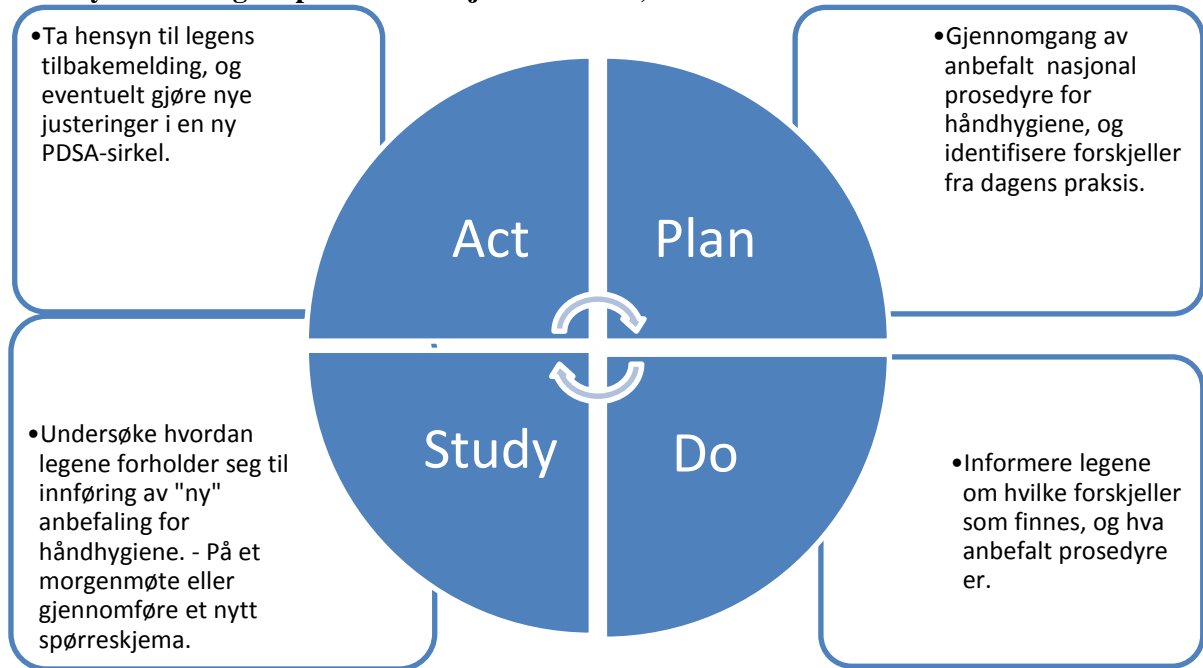 •Ta hensyn til legens
tilbakemelding, og
eventuelt gjøre nye
justeringer i en ny
PDSA-sirkel.
•Gjennomgang av
anbefalt nasjonal
prosedyre for
håndhygiene, og
identifisere forskjeller
fra dagens praksis.
Act
Plan
Study
Do
•Undersøke hvordan
legene forholder seg til
innføring av "ny"
anbefaling for
håndhygiene. - På et
morgenmøte eller
gjennomføre et nytt
spørreskjema.
•Informere legene
om hvilke forskjeller
som finnes, og hva
anbefalt prosedyre
er.